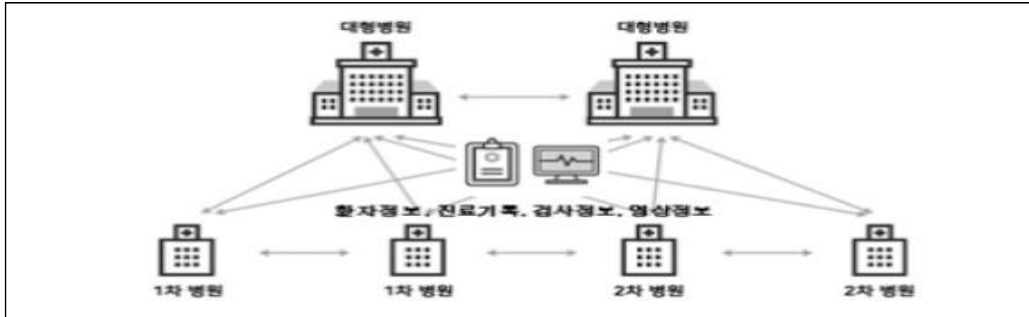 대형병원 대형병원
환자정보, 진료기록, 검사정보, 영상정보
1차 병원 1차 병원 2차 병원 2차 병원